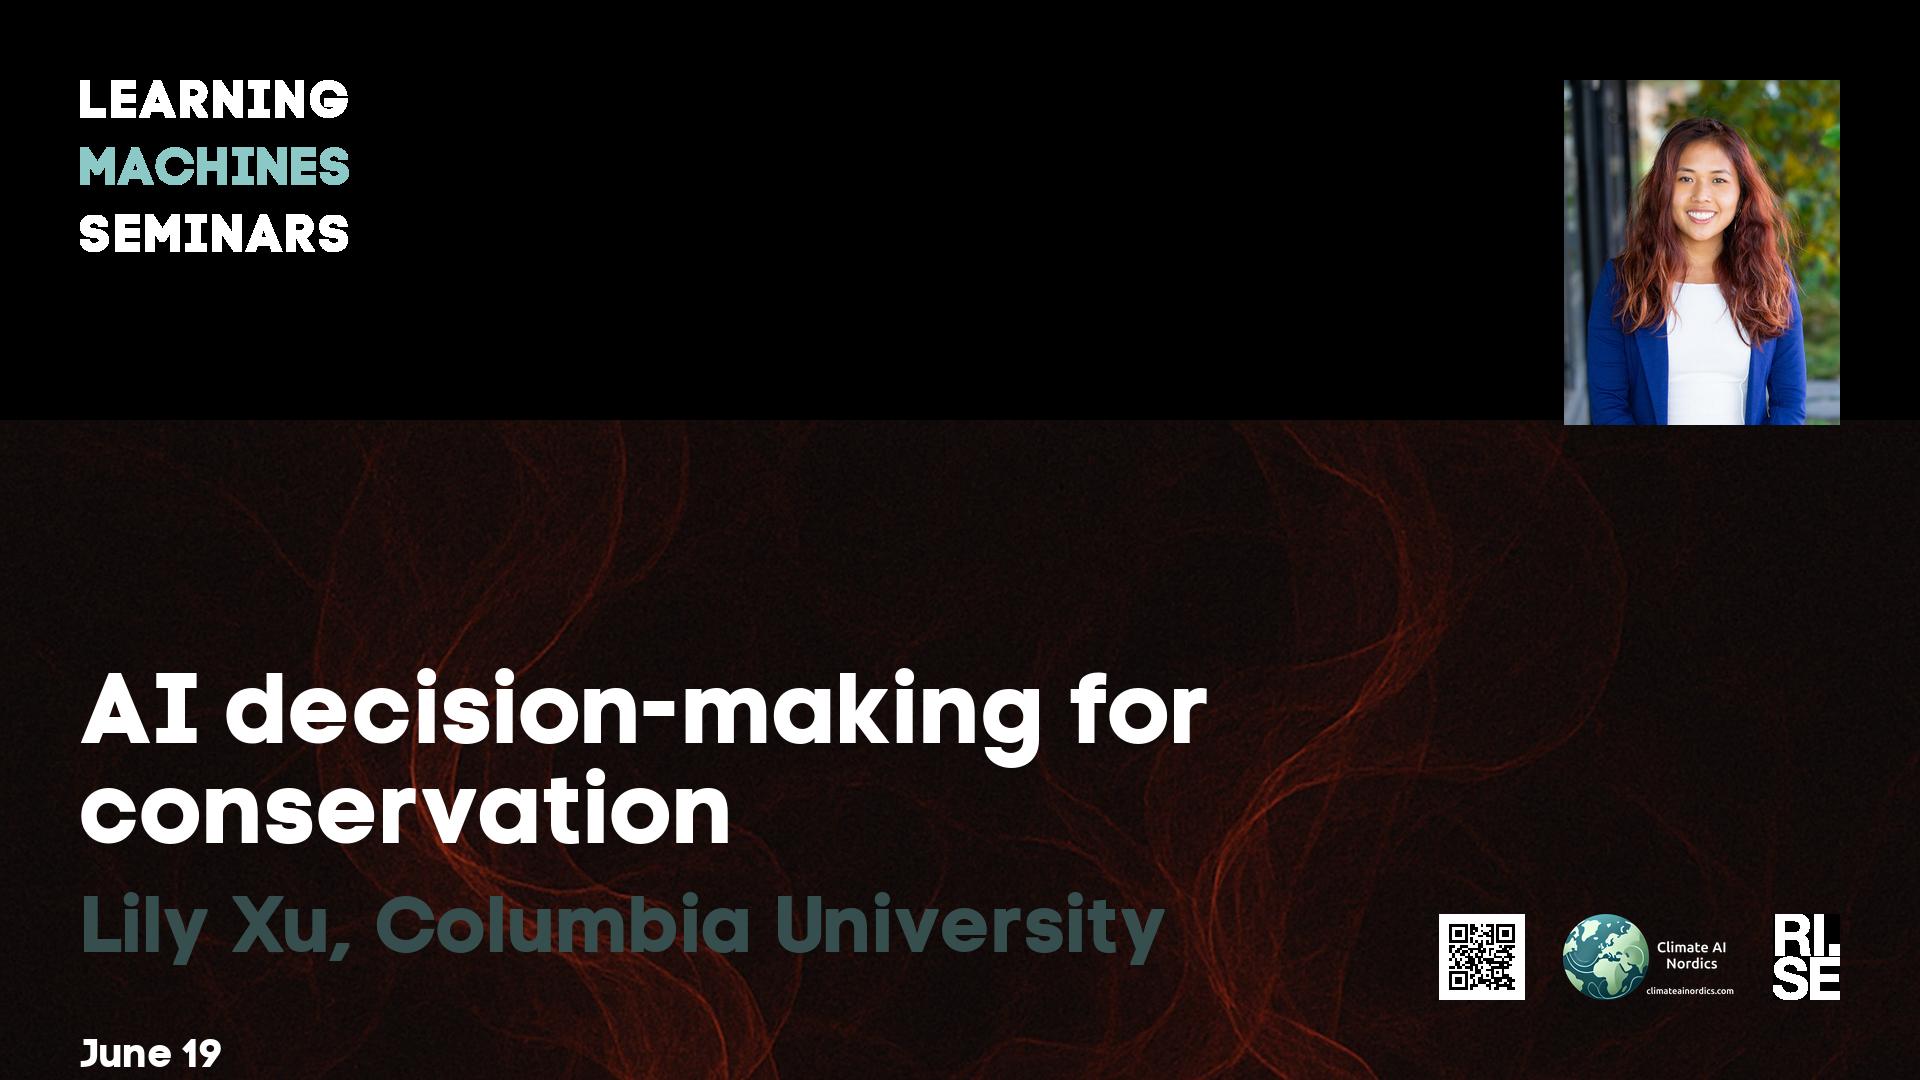 LEARNING
MACHINES
SEMINARS
AI decision-making for
conservation
Lily Xu, Columbia University
Climate AI
Nordics
climateainordics.com
RI.
SE
June 19